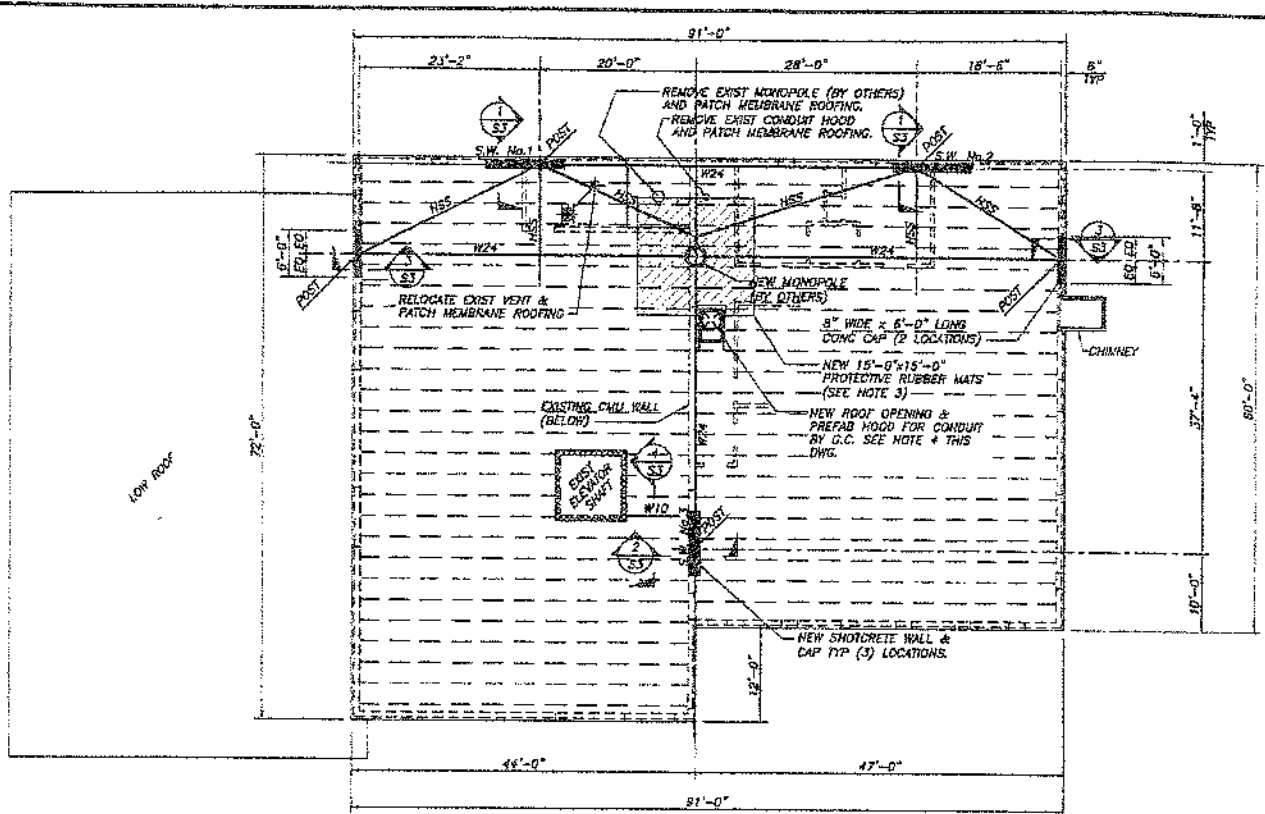 91'-0"
23'-2"
20'-0"
28'-0"
18'-6"
6"
TYP
REMOVE EXIST MONOPOLE (BY OTHERS)
AND PATCH MEMBRANE ROOFING.
REMOVE EXIST CONDUIT HOOD
AND PATCH MEMBRANE ROOFING.
1
S3
POST
S.W. No.1
1
S3
POST
S.W. No.2
1'-0"
TYP
W24
HSS
HSS
HSS
HSS
HSS
HSS
11'-8"
W24
W24
6'-0"
EQ
EQ
POST
3
S3
3
S3
EQ
EQ
6'-0"
POST
NEW MONOPOLE
(BY OTHERS)
RELOCATE EXIST VENT &
PATCH MEMBRANE ROOFING
8" WIDE x 6'-0" LONG
CONC CAP (2 LOCATIONS)
CHIMNEY
NEW 15'-0"x15'-0"
PROTECTIVE RUBBER MATS
(SEE NOTE 3)
NEW ROOF OPENING &
PREFAB HOOD FOR CONDUIT
BY G.C. SEE NOTE 4 THIS
DWG.
EXISTING CMU WALL
(BELOW)
W24
37'-4"
60'-0"
72'-0"
LOW ROOF
EXIST
ELEVATOR
SHAFT
4
S3
W10
POST
S.W. No.3
2
S3
10'-0"
NEW SHOTCRETE WALL &
CAP TYP (3) LOCATIONS.
12'-0"
44'-0"
47'-0"
91'-0"